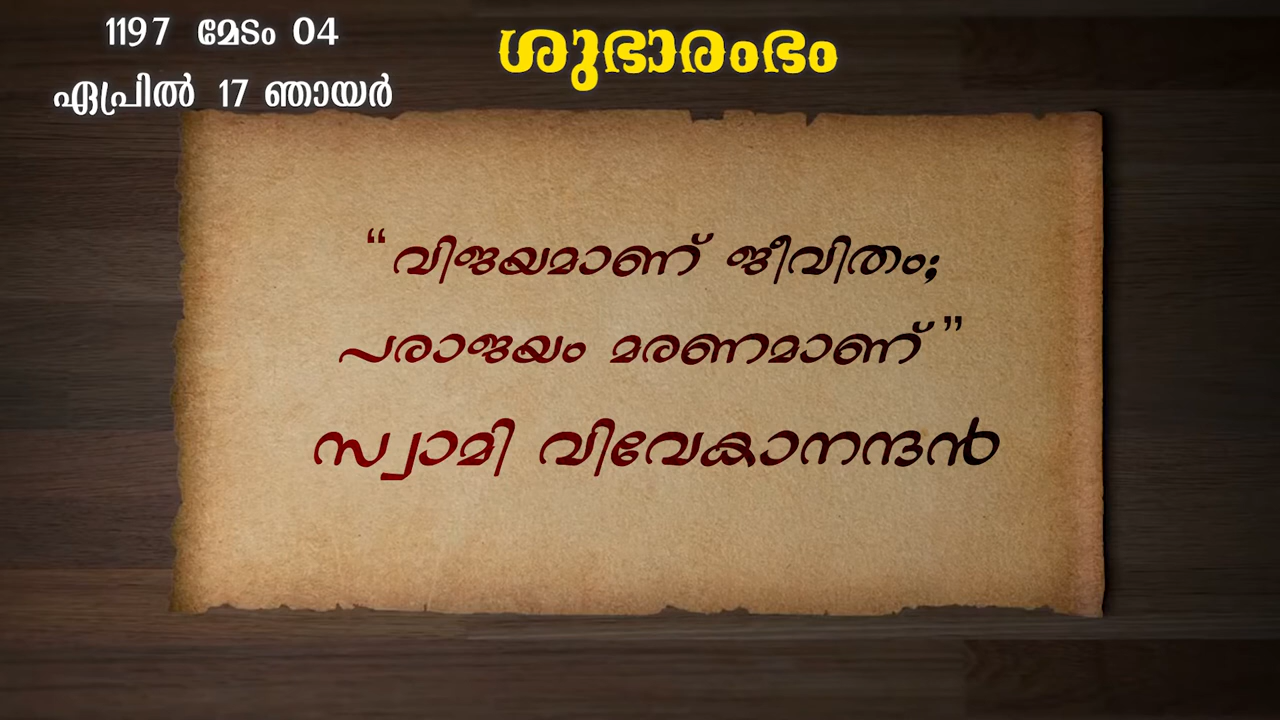 1197 മേടം 04
ഏപ്രിൽ 17 ഞായർ
ശുഭാരംഭം
“വിജയമാണ് ജീവിതം;
പരാജയം മരണമാണ്”
സ്വാമി വിവേകാനന്ദൻ